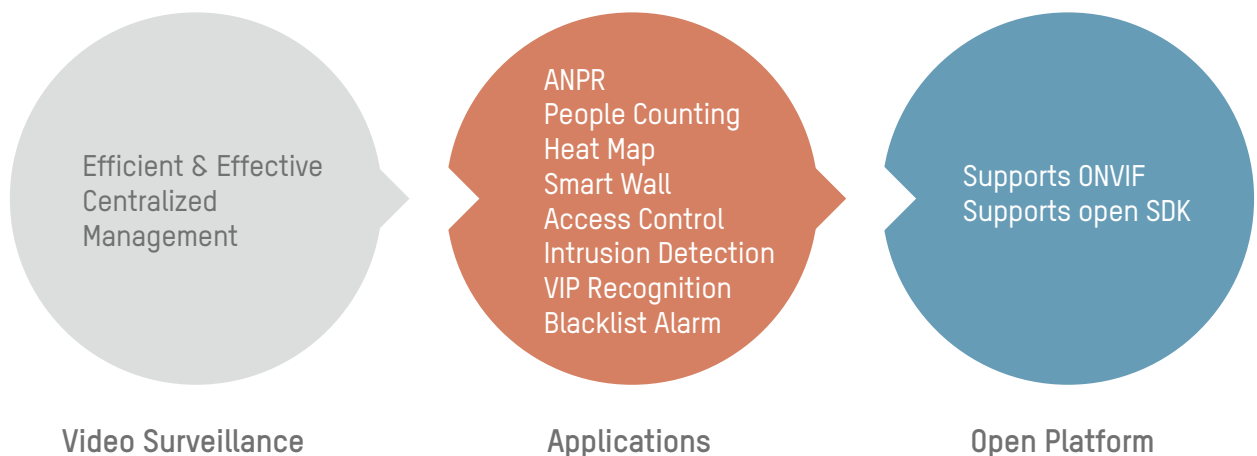 Efficient & Effective
Centralized
Management
ANPR
People Counting
Heat Map
Smart Wall
Access Control
Intrusion Detection
VIP Recognition
Blacklist Alarm
Supports ONVIF
Supports open SDK
Video Surveillance
Applications
Open Platform